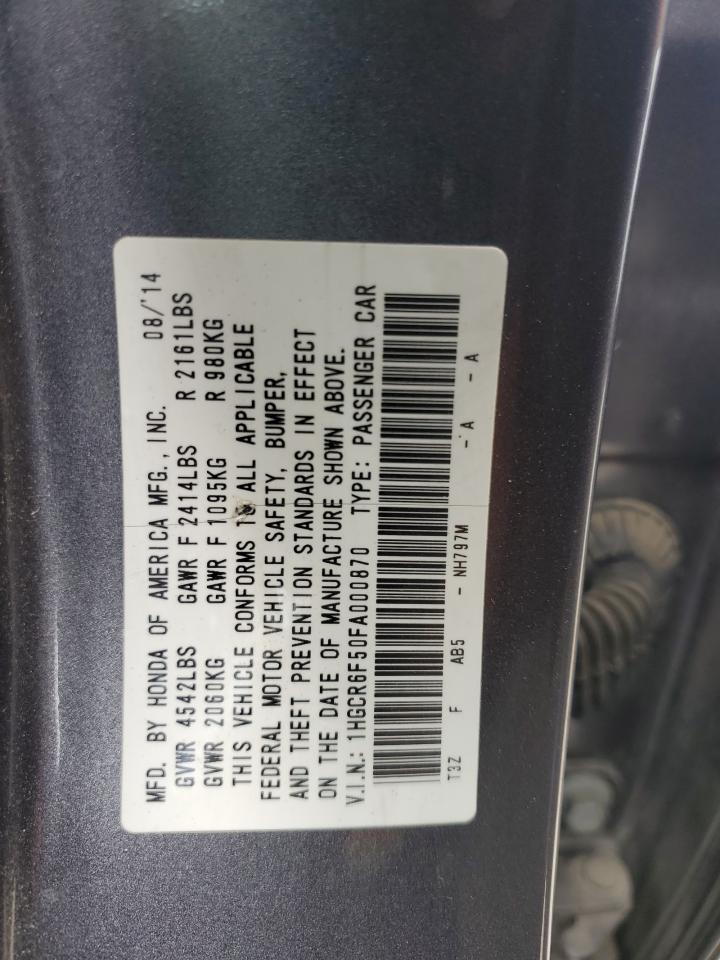 MFD. BY HONDA OF AMERICA MFG., INC. 08/'14
GVWR 4542LBS GAWR F 2414LBS R 2161LBS
GVWR 2060KG GAWR F 1095KG R 980KG
THIS VEHICLE CONFORMS TO ALL APPLICABLE
FEDERAL MOTOR VEHICLE SAFETY, BUMPER,
AND THEFT PREVENTION STANDARDS IN EFFECT
ON THE DATE OF MANUFACTURE SHOWN ABOVE.
V.I.N.: 1HGCR6F50FA000870 TYPE: PASSENGER CAR
T3Z F AB5 - NH797M - A - A